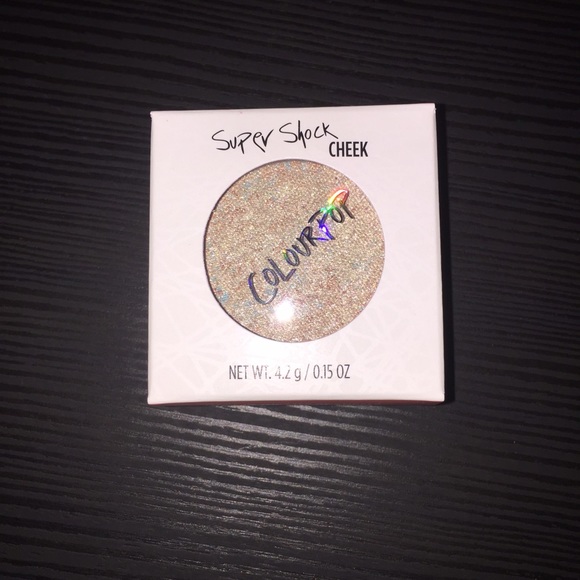 Super Shock
CHEEK
COLOURPOP
NET WT. 4.2 g / 0.15 OZ